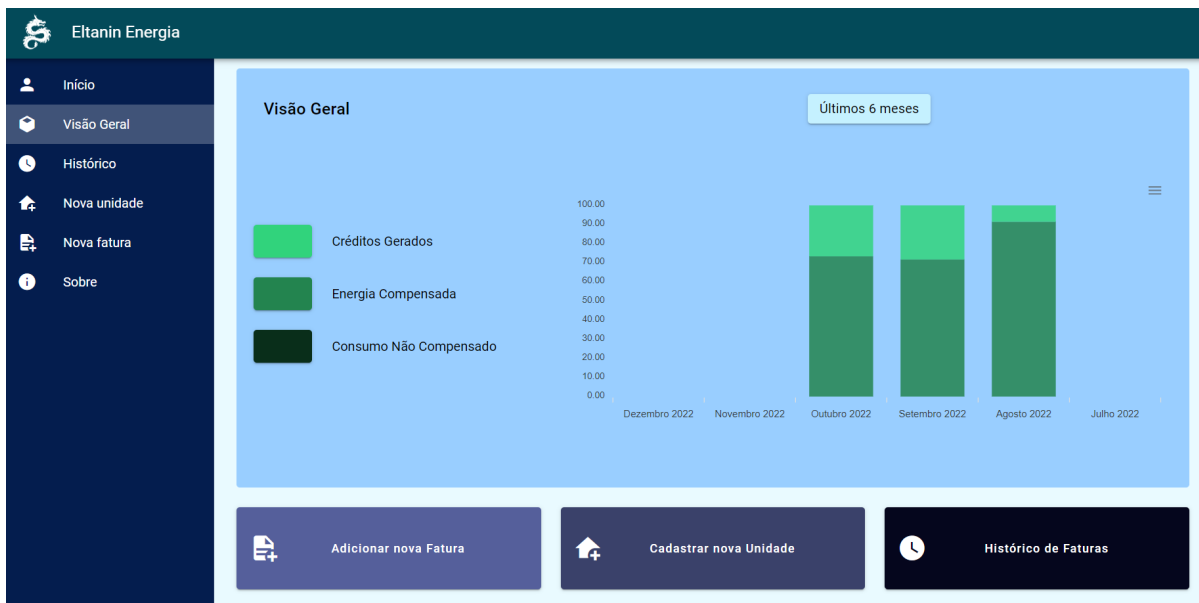 Eltanin Energia
Início
Visão Geral
Histórico
Nova unidade
Nova fatura
Sobre
Visão Geral
Últimos 6 meses
Créditos Gerados
Energia Compensada
Consumo Não Compensado
100.00
90.00
80.00
70.00
60.00
50.00
40.00
30.00
20.00
10.00
0.00
Dezembro 2022 Novembro 2022 Outubro 2022 Setembro 2022 Agosto 2022 Julho 2022
Adicionar nova Fatura
Cadastrar nova Unidade
Histórico de Faturas